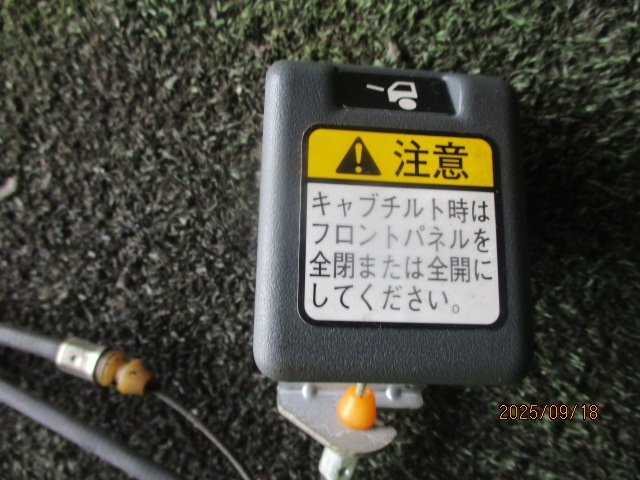 注意
キャブチルト時は
フロントパネルを
全閉または全開に
してください。
2025/09/18